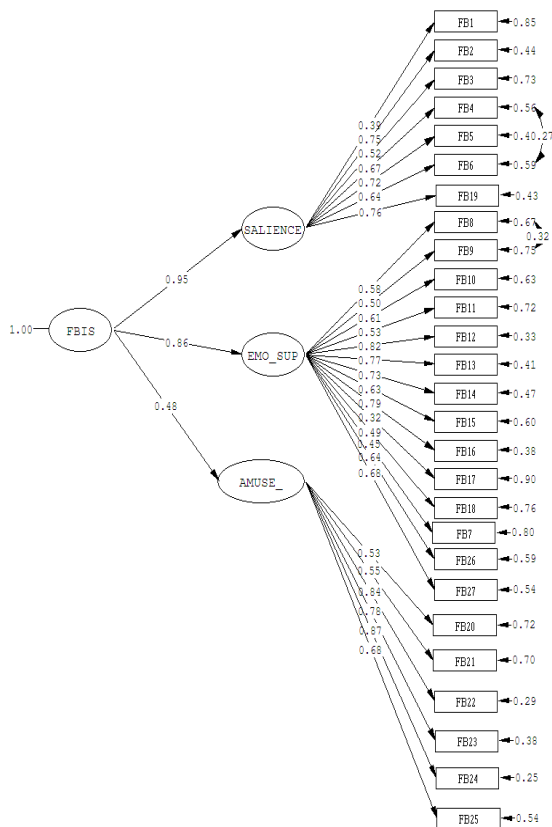 FB1 0.85
FB2 0.44
FB3 0.73
FB4 0.56
FB5 0.40 0.27
FB6 0.59
FB19 0.43
FB8 0.67
0.32
FB9 0.75
FB10 0.63
FB11 0.72
FB12 0.33
FB13 0.41
FB14 0.47
FB15 0.60
FB16 0.38
FB17 0.90
FB18 0.76
FB7 0.80
FB26 0.59
FB27 0.54
FB20 0.72
FB21 0.70
FB22 0.29
FB23 0.38
FB24 0.25
FB25 0.54
0.39
0.75
0.52
0.67
0.72
0.64
0.76
SALIENCE
0.58
0.50
0.61
0.53
0.82
0.77
0.73
0.63
0.79
0.32
0.49
0.45
0.64
0.68
EMO_SUP
0.53
0.55
0.84
0.78
0.87
0.68
AMUSE_
0.95
0.86
0.48
1.00 FBIS